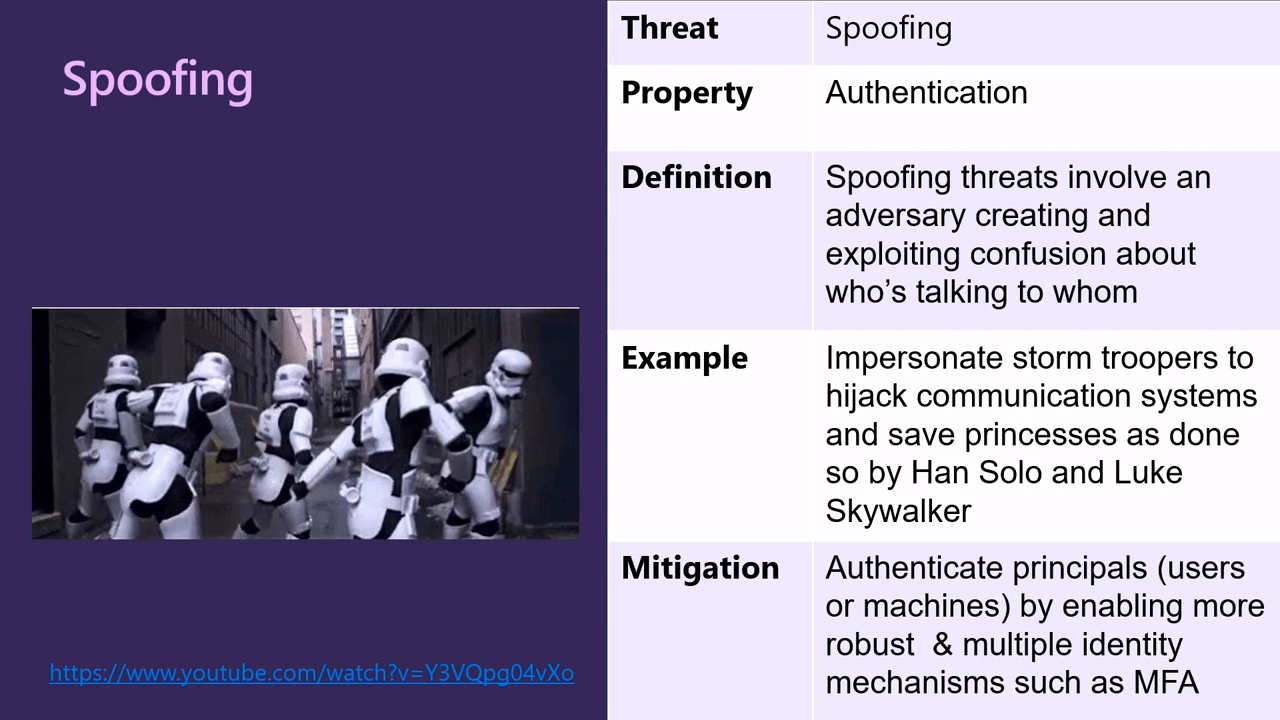 Spoofing
https://www.youtube.com/watch?v=Y3VQpg04vXo
Threat
Spoofing
Property
Authentication
Definition
Spoofing threats involve an
adversary creating and
exploiting confusion about
who’s talking to whom
Example
Impersonate storm troopers to
hijack communication systems
and save princesses as done
so by Han Solo and Luke
Skywalker
Mitigation
Authenticate principals (users
or machines) by enabling more
robust  & multiple identity
mechanisms such as MFA